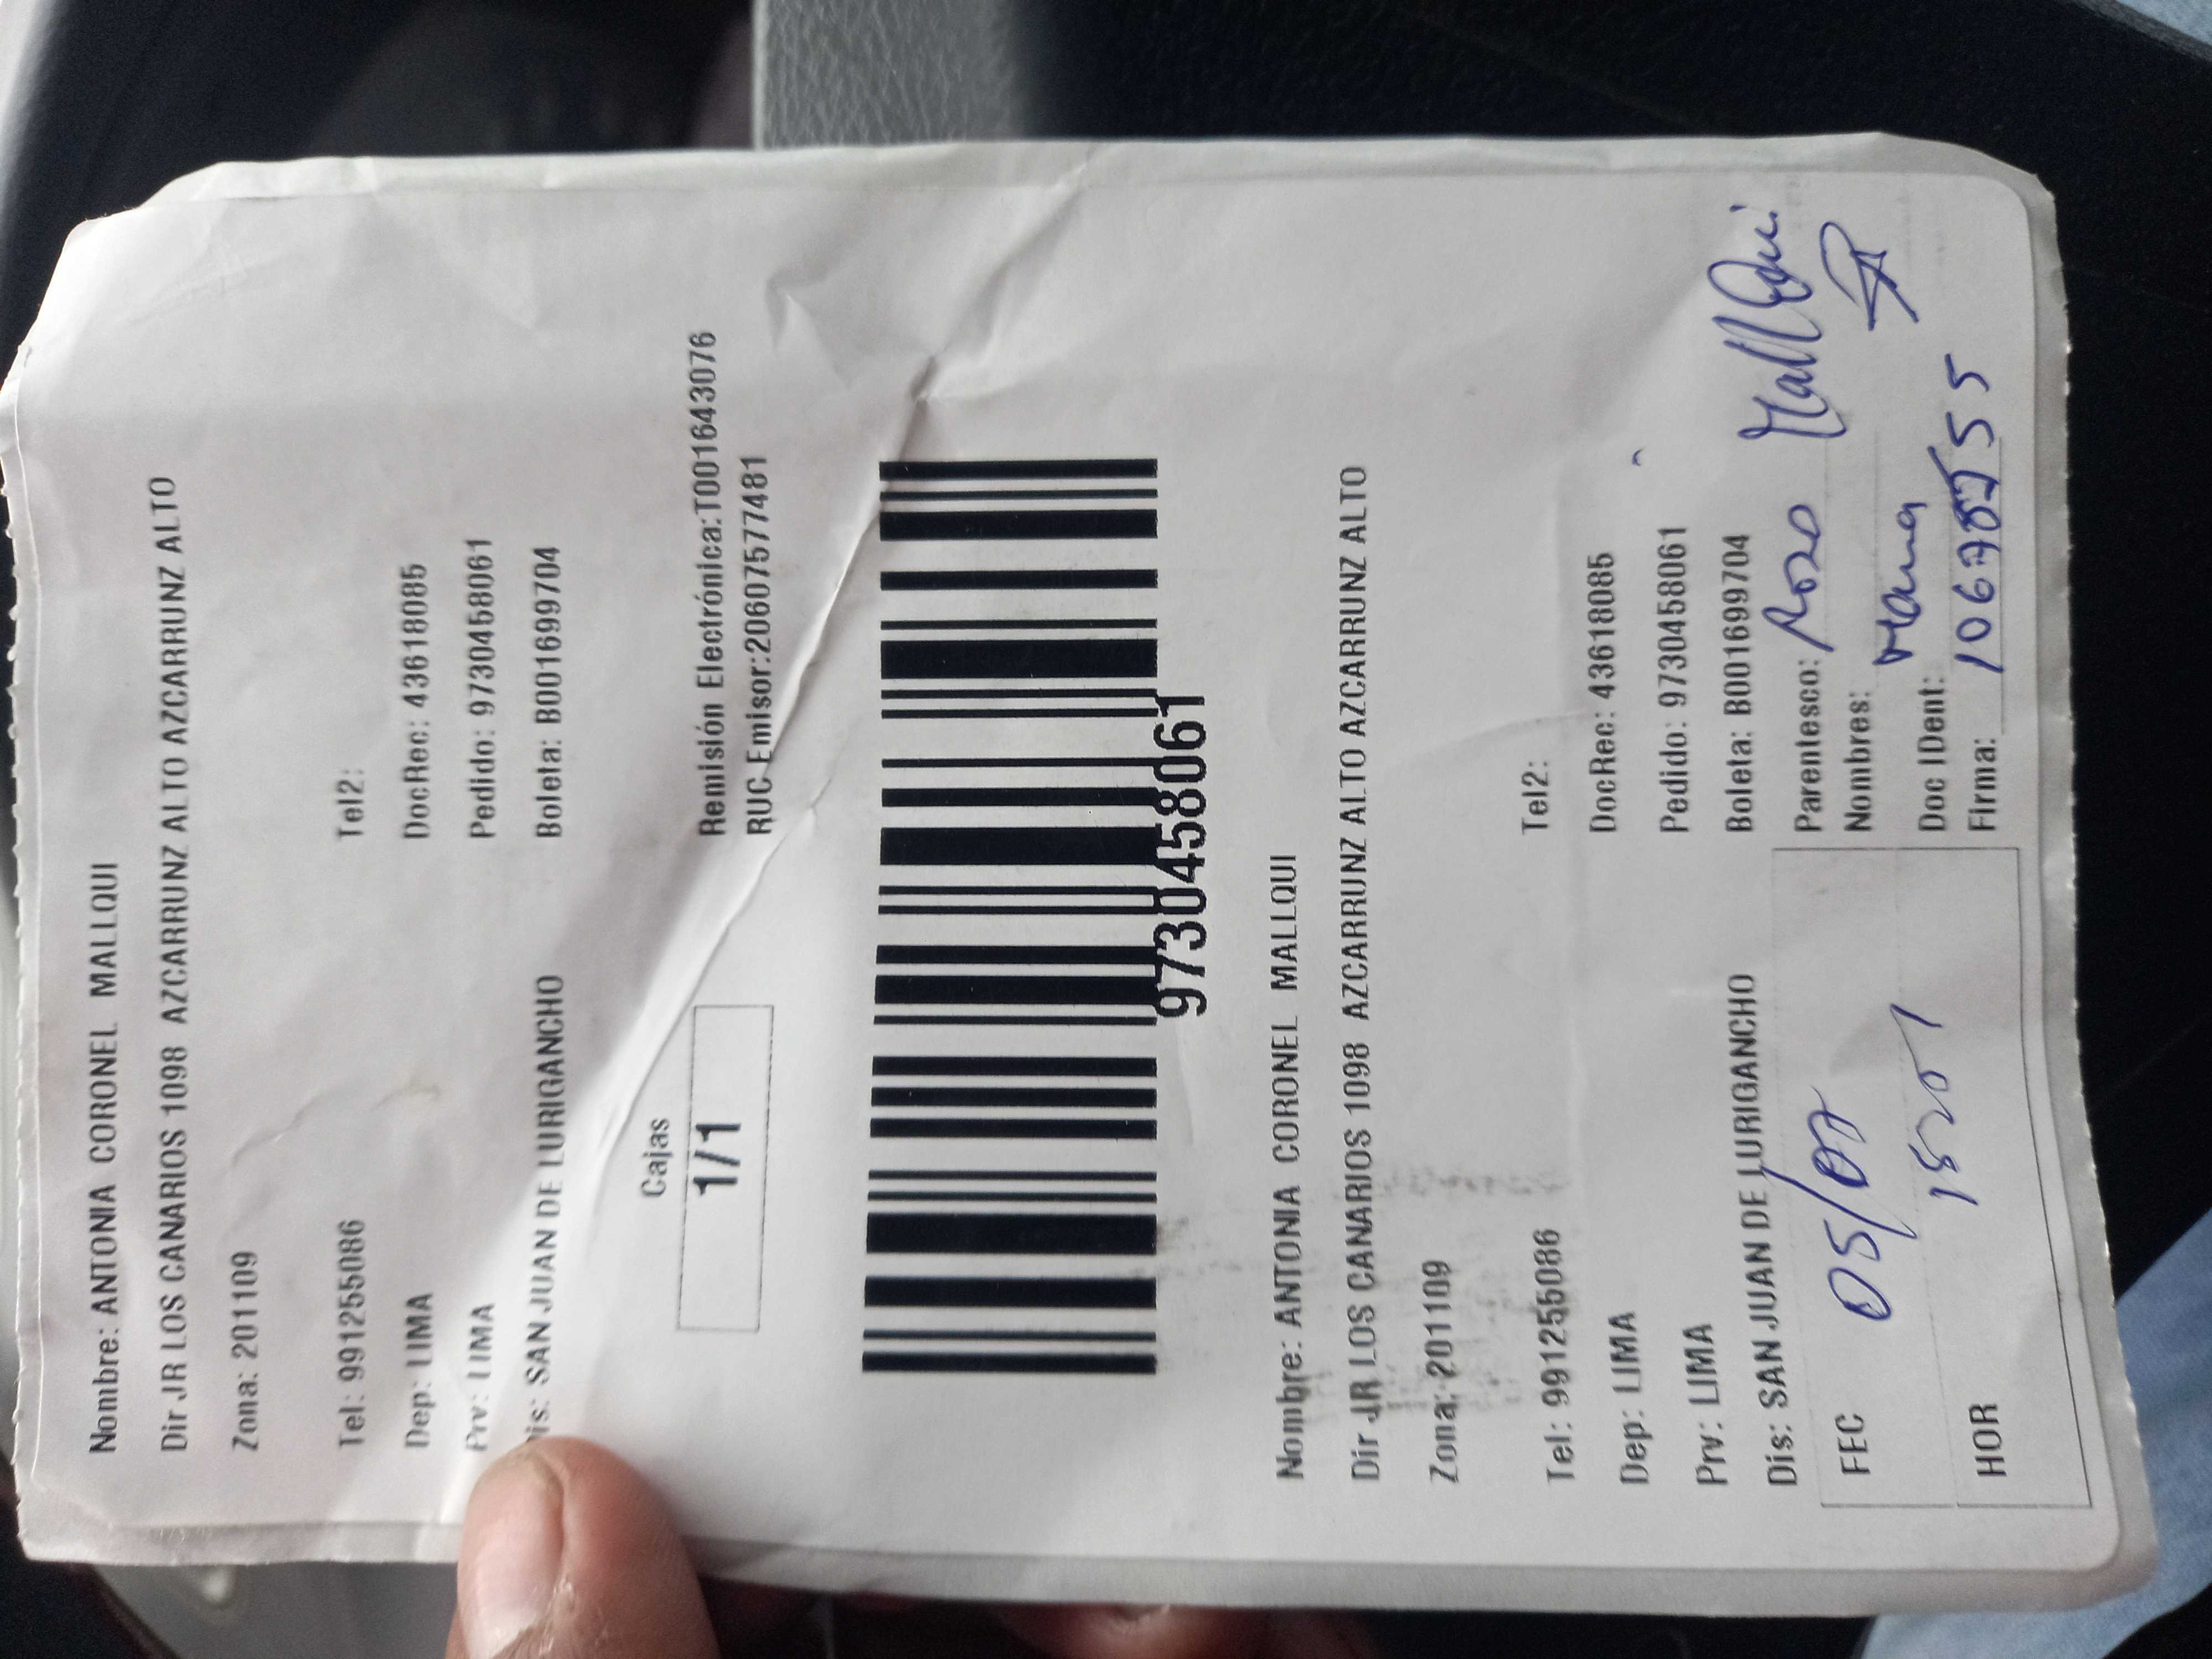 Nombre: ANTONIA CORONEL MALLQUI
Dir JR LOS CANARIOS 1098 AZCARRUNZ ALTO AZCARRUNZ ALTO
Zona: 201109
Tel: 991255086 Tel2:
Dep: LIMA DocRec: 43618085
Prv: LIMA Pedido: 9730458061
Dis: SAN JUAN DE LURIGANCHO Boleta: B001699704
Cajas
1/1
Remisión Electrónica:T001643076
RUC Emisor:20607577481
9730458061
Nombre: ANTONIA CORONEL MALLQUI
Dir JR LOS CANARIOS 1098 AZCARRUNZ ALTO AZCARRUNZ ALTO
Zona: 201109
Tel: 991255086 Tel2:
Dep: LIMA DocRec: 43618085
Prv: LIMA Pedido: 9730458061
Dis: SAN JUAN DE LURIGANCHO Boleta: B001699704
FEC 05/07
Parentesco: Rosa Mallqui
Nombres: Mama
HOR
Doc IDent:
Firma: